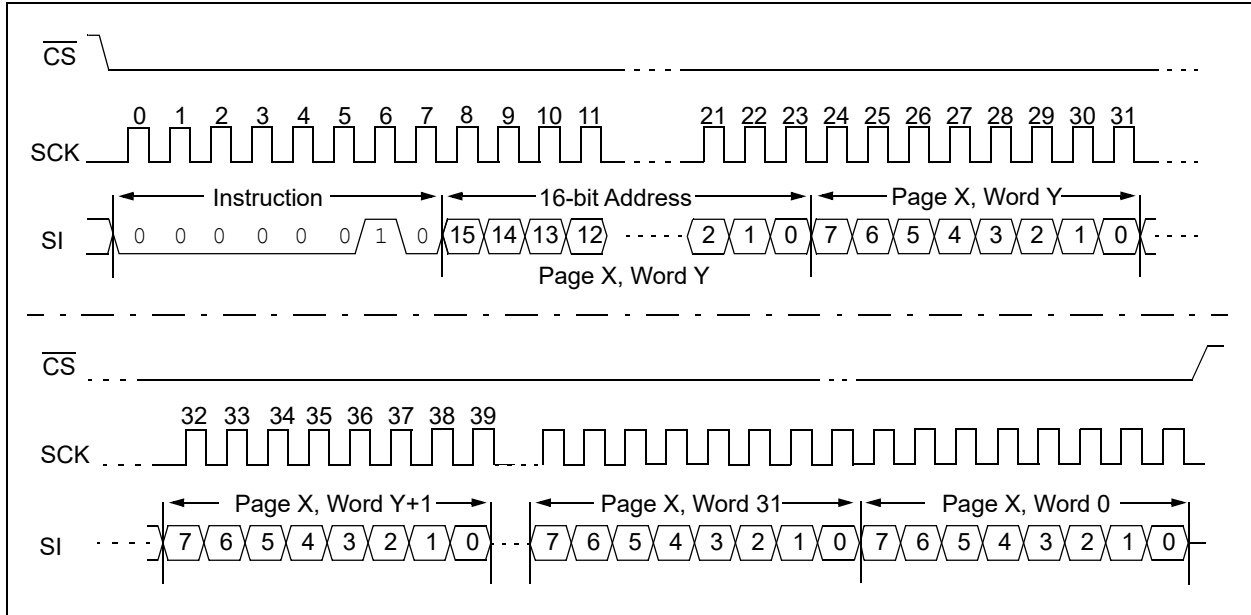 CS
0 1 2 3 4 5 6 7 8 9 10 11 21 22 23 24 25 26 27 28 29 30 31
SCK
Instruction 16-bit Address Page X, Word Y
SI 0 0 0 0 0 0 1 0 15 14 13 12 2 1 0 7 6 5 4 3 2 1 0
Page X, Word Y
CS
32 33 34 35 36 37 38 39
SCK
Page X, Word Y+1 Page X, Word 31 Page X, Word 0
SI 7 6 5 4 3 2 1 0 7 6 5 4 3 2 1 0 7 6 5 4 3 2 1 0